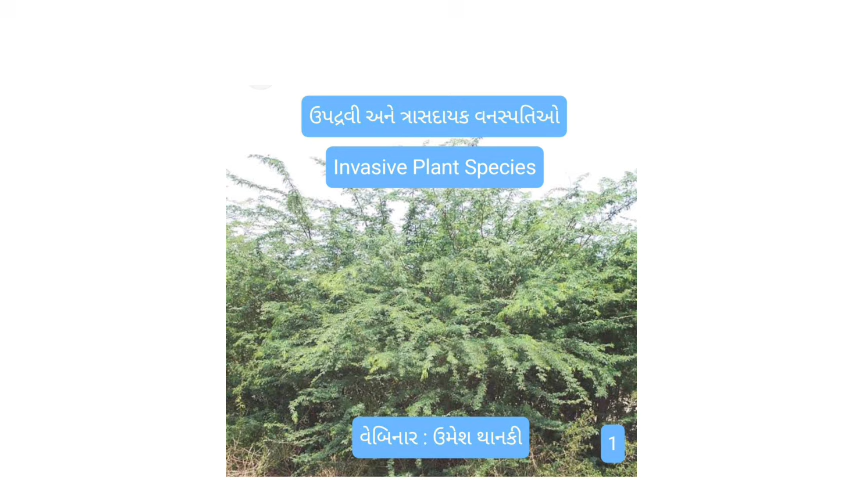 ઉપદ્રવી અને ત્રાસદાયક વનસ્પતિઓ
Invasive Plant Species
વેબિનાર : ઉમેશ થાનકી
1